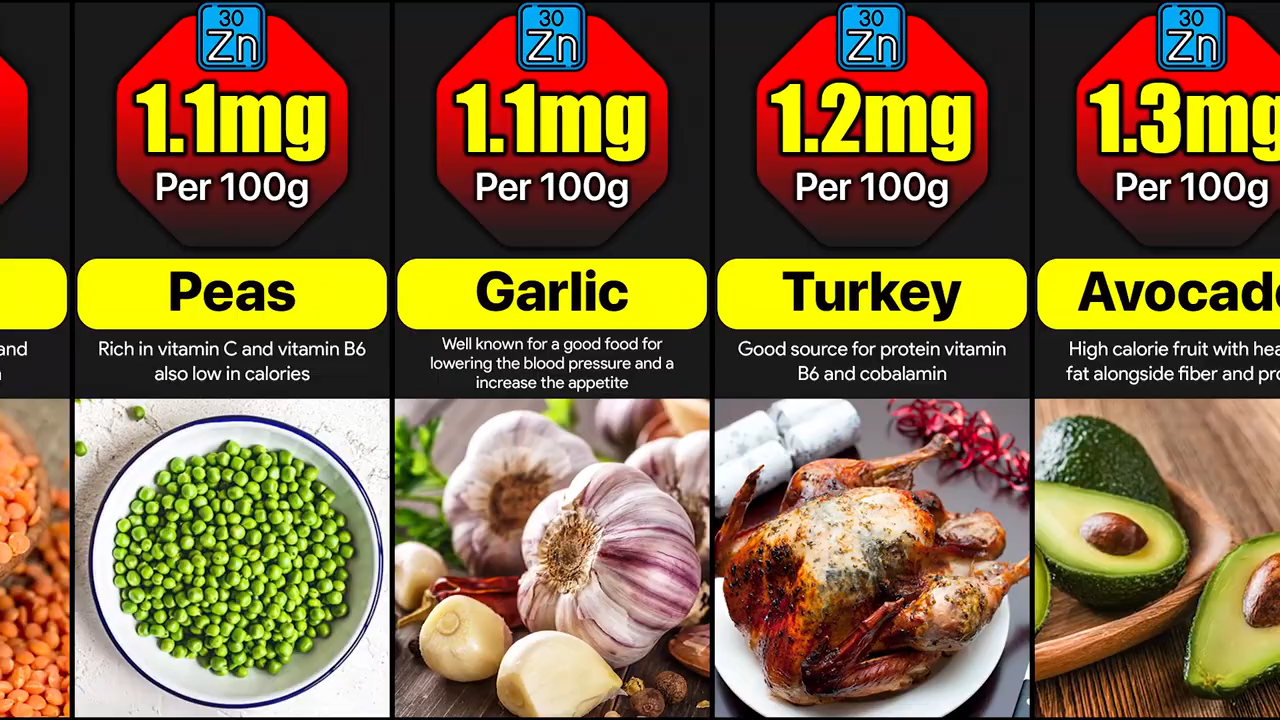 and
30
Zn
1.1mg
Per 100g
Peas
Rich in vitamin C and vitamin B6
also low in calories
30
Zn
1.1mg
Per 100g
Garlic
Well known for a good food for
lowering the blood pressure and a
increase the appetite
30
Zn
1.2mg
Per 100g
Turkey
Good source for protein vitamin
B6 and cobalamin
30
Zn
1.3mg
Per 100g
Avocad
High calorie fruit with hea
fat alongside fiber and pro